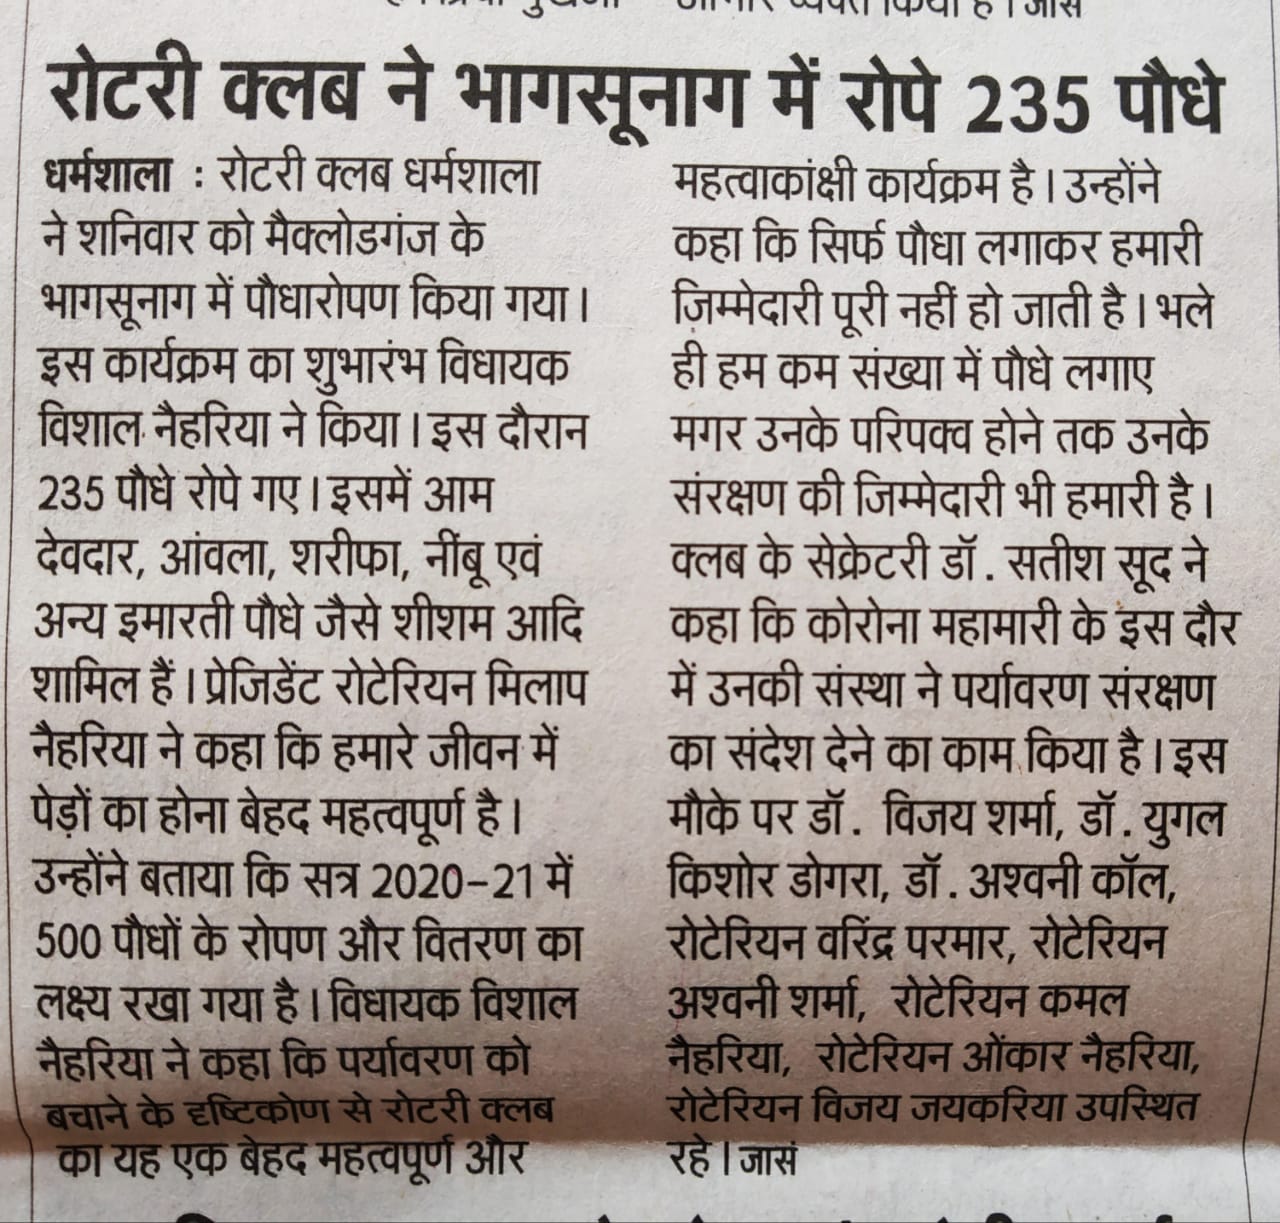 रोटरी क्लब ने भागसूनाग में रोपे 235 पौधे
धर्मशाला : रोटरी क्लब धर्मशाला
ने शनिवार को मैक्लोडगंज के
भागसूनाग में पौधारोपण किया गया।
इस कार्यक्रम का शुभारंभ विधायक
विशाल नैहरिया ने किया। इस दौरान
235 पौधे रोपे गए। इसमें आम
देवदार, आंवला, शरीफा, नींबू एवं
अन्य इमारती पौधे जैसे शीशम आदि
शामिल हैं। प्रेजिडेंट रोटेरियन मिलाप
नैहरिया ने कहा कि हमारे जीवन में
पेड़ों का होना बेहद महत्वपूर्ण है।
उन्होंने बताया कि सत्र 2020-21 में
500 पौधों के रोपण और वितरण का
लक्ष्य रखा गया है। विधायक विशाल
नैहरिया ने कहा कि पर्यावरण को
बचाने के दृष्टिकोण से रोटरी क्लब
का यह एक बेहद महत्वपूर्ण और
महत्वाकांक्षी कार्यक्रम है। उन्होंने
कहा कि सिर्फ पौधा लगाकर हमारी
जिम्मेदारी पूरी नहीं हो जाती है। भले
ही हम कम संख्या में पौधे लगाए
मगर उनके परिपक्व होने तक उनके
संरक्षण की जिम्मेदारी भी हमारी है।
क्लब के सेक्रेटरी डॉ. सतीश सूद ने
कहा कि कोरोना महामारी के इस दौर
में उनकी संस्था ने पर्यावरण संरक्षण
का संदेश देने का काम किया है। इस
मौके पर डॉ. विजय शर्मा, डॉ. युगल
किशोर डोगरा, डॉ. अश्वनी कॉल,
रोटेरियन वरिंद्र परमार, रोटेरियन
अश्वनी शर्मा, रोटेरियन कमल
नैहरिया, रोटेरियन ओंकार नैहरिया,
रोटेरियन विजय जयकरिया उपस्थित
रहे। जासं